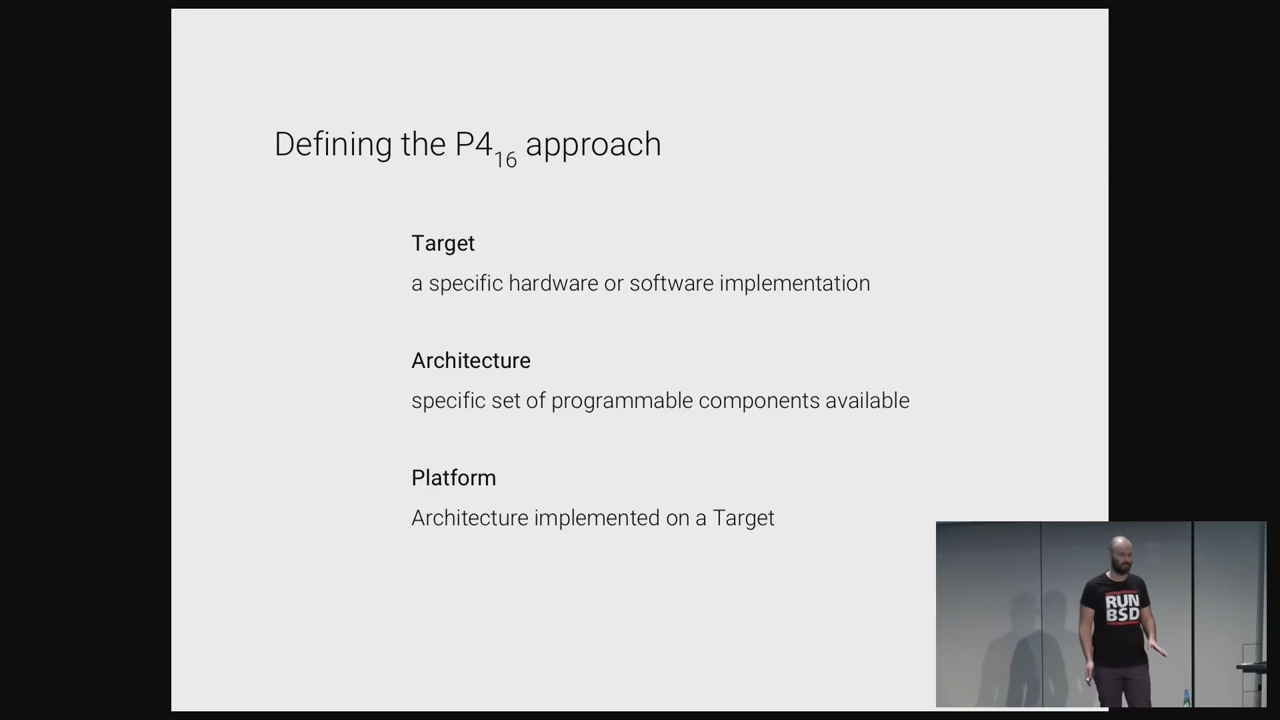 Defining the P4₁₆ approach
Target
a specific hardware or software implementation
Architecture
specific set of programmable components available
Platform
Architecture implemented on a Target
RUN
BSD